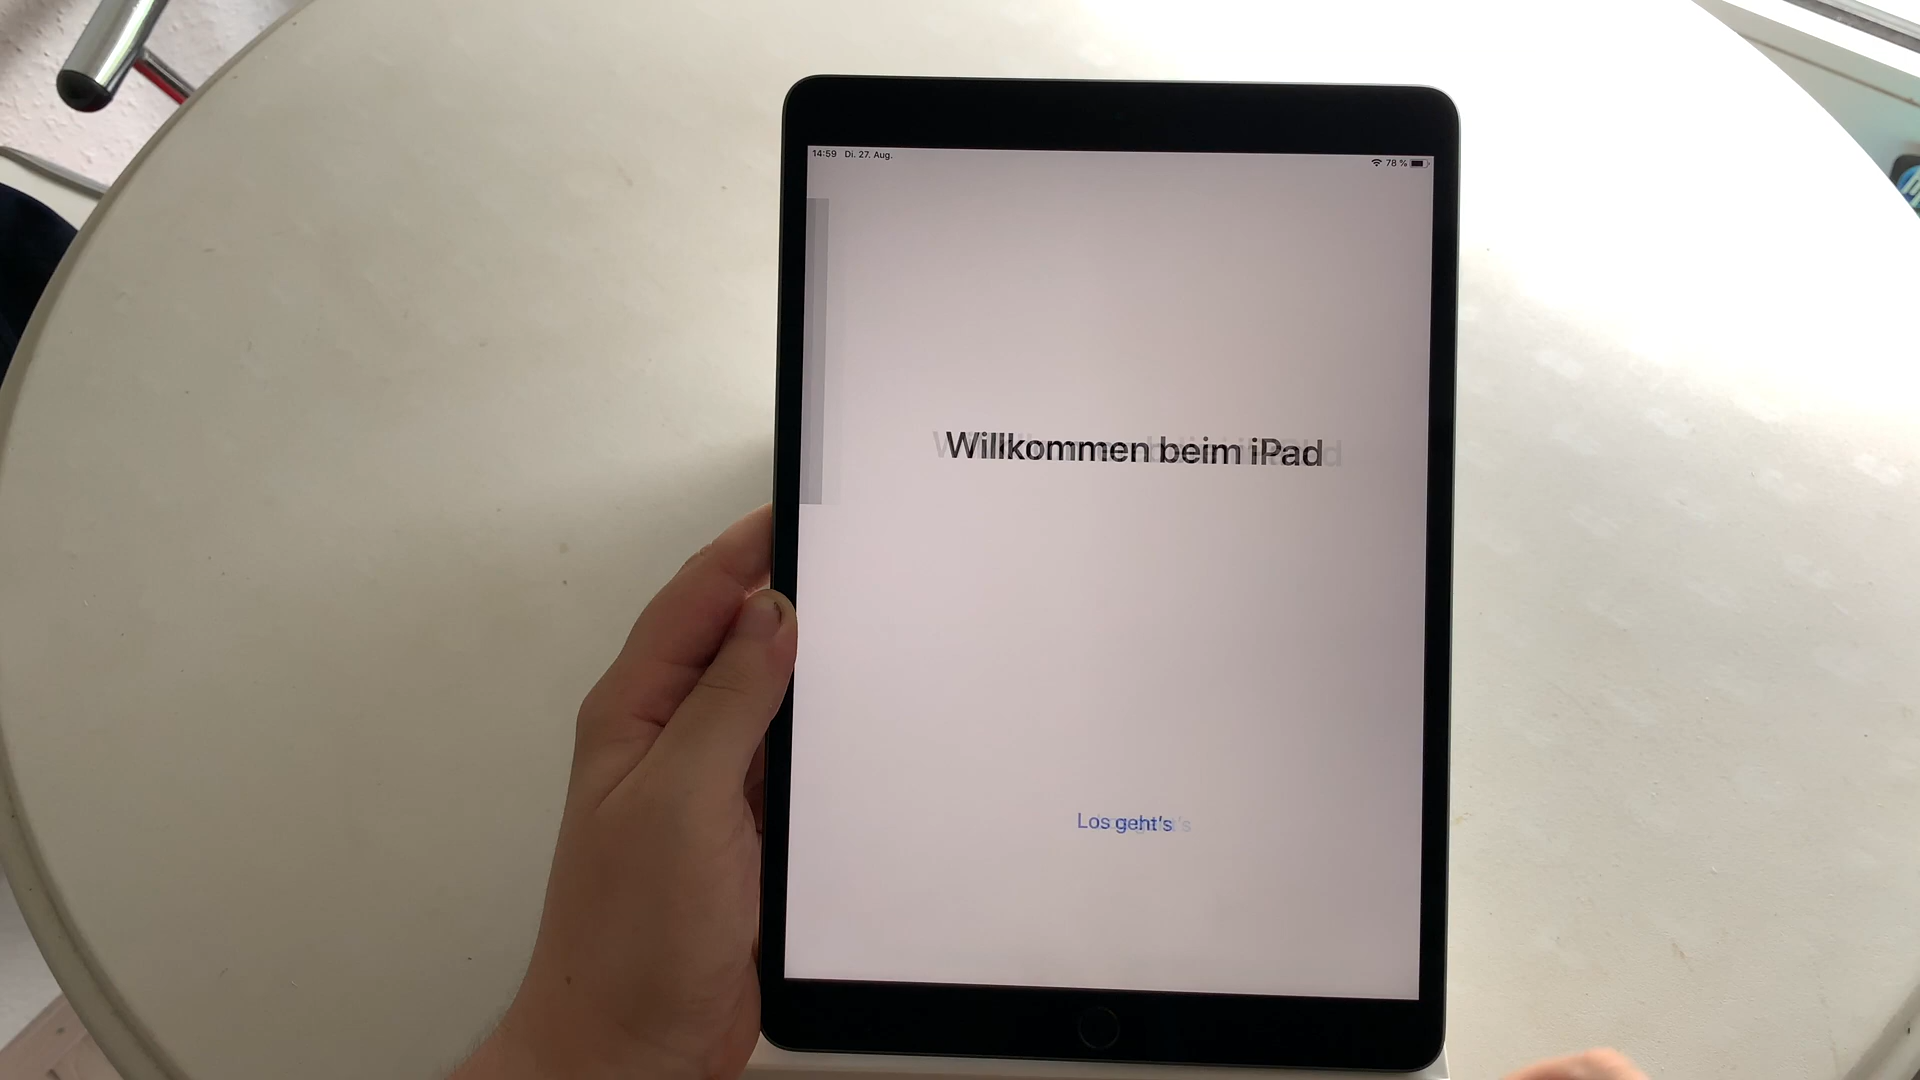 14:59 Di. 27. Aug. 78 %
Willkommen beim iPad
Los geht's